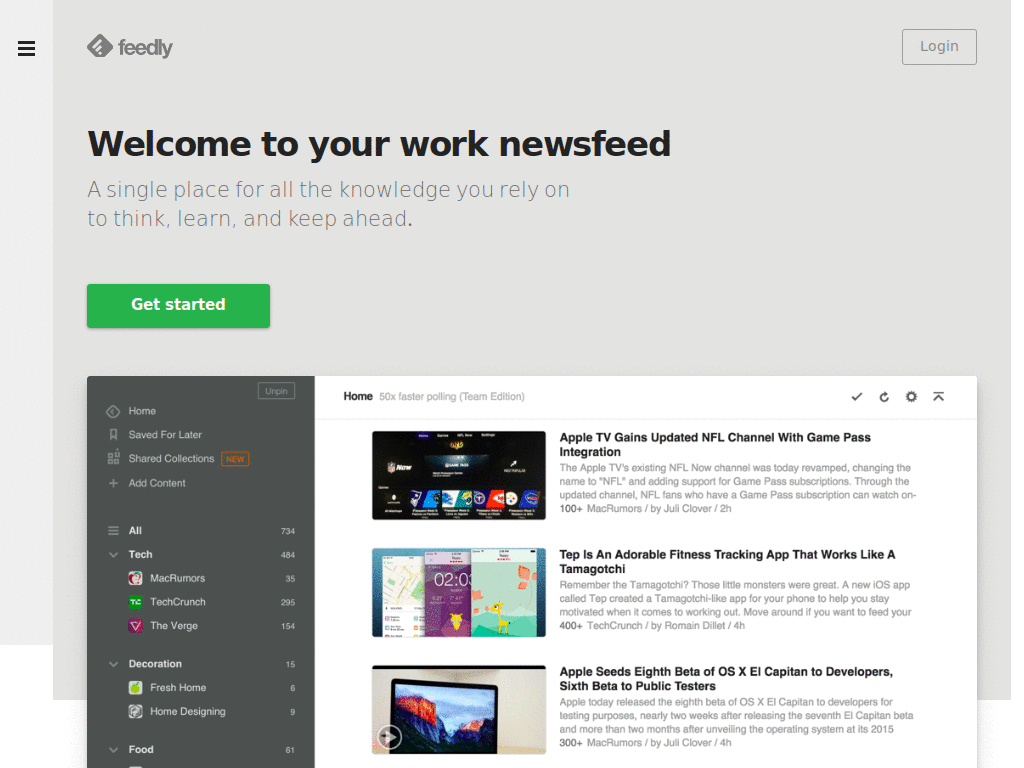 feedly
Login
Welcome to your work newsfeed
A single place for all the knowledge you rely on
to think, learn, and keep ahead.
Get started
Unpin
Home
Saved For Later
Shared Collections NEW
Add Content
All 734
Tech 484
MacRumors 35
TechCrunch 295
The Verge 154
Decoration 15
Fresh Home 6
Home Designing 9
Food 61
Home 50x faster polling (Team Edition)
Apple TV Gains Updated NFL Channel With Game Pass
Integration
The Apple TV's existing NFL Now channel was today revamped, changing the
name to "NFL" and adding support for Game Pass subscriptions. Through the
updated channel, NFL fans who have a Game Pass subscription can watch on-
100+ MacRumors / by Juli Clover / 2h
Tep Is An Adorable Fitness Tracking App That Works Like A
Tamagotchi
Remember the Tamagotchi? Those little monsters were great. A new iOS app
called Tep created a Tamagotchi-like app for your phone to help you stay
motivated when it comes to working out. Move around if you want to feed your
400+ TechCrunch / by Romain Dillet / 4h
Apple Seeds Eighth Beta of OS X El Capitan to Developers,
Sixth Beta to Public Testers
Apple today released the eighth beta of OS X El Capitan to developers for
testing purposes, nearly two weeks after releasing the seventh El Capitan beta
and more than two months after unveiling the operating system at its 2015
300+ MacRumors / by Juli Clover / 4h